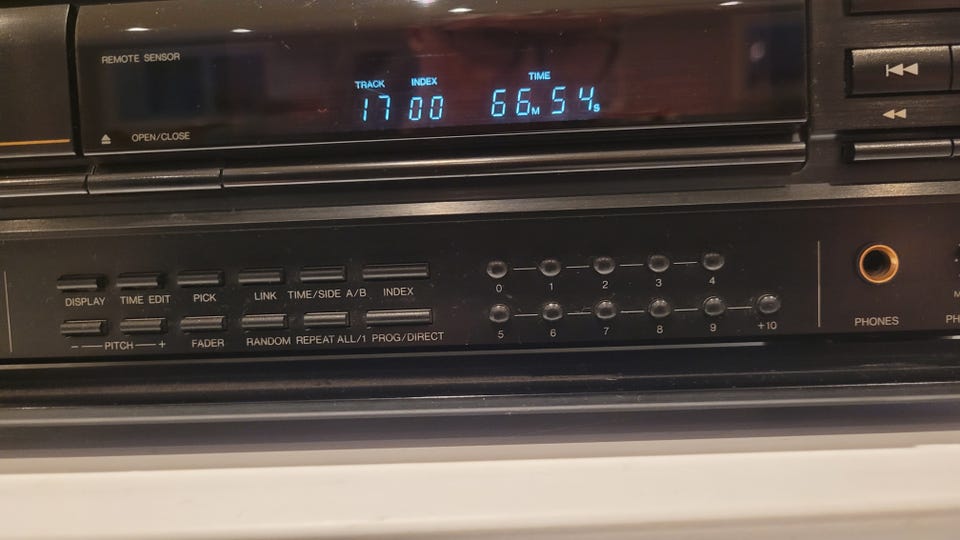 REMOTE SENSOR
TRACK INDEX TIME
17 00 66M 54S
OPEN/CLOSE
DISPLAY TIME EDIT PICK LINK TIME/SIDE A/B INDEX
0 1 2 3 4
- PITCH + FADER RANDOM REPEAT ALL/1 PROG/DIRECT
5 6 7 8 9 +10
PHONES